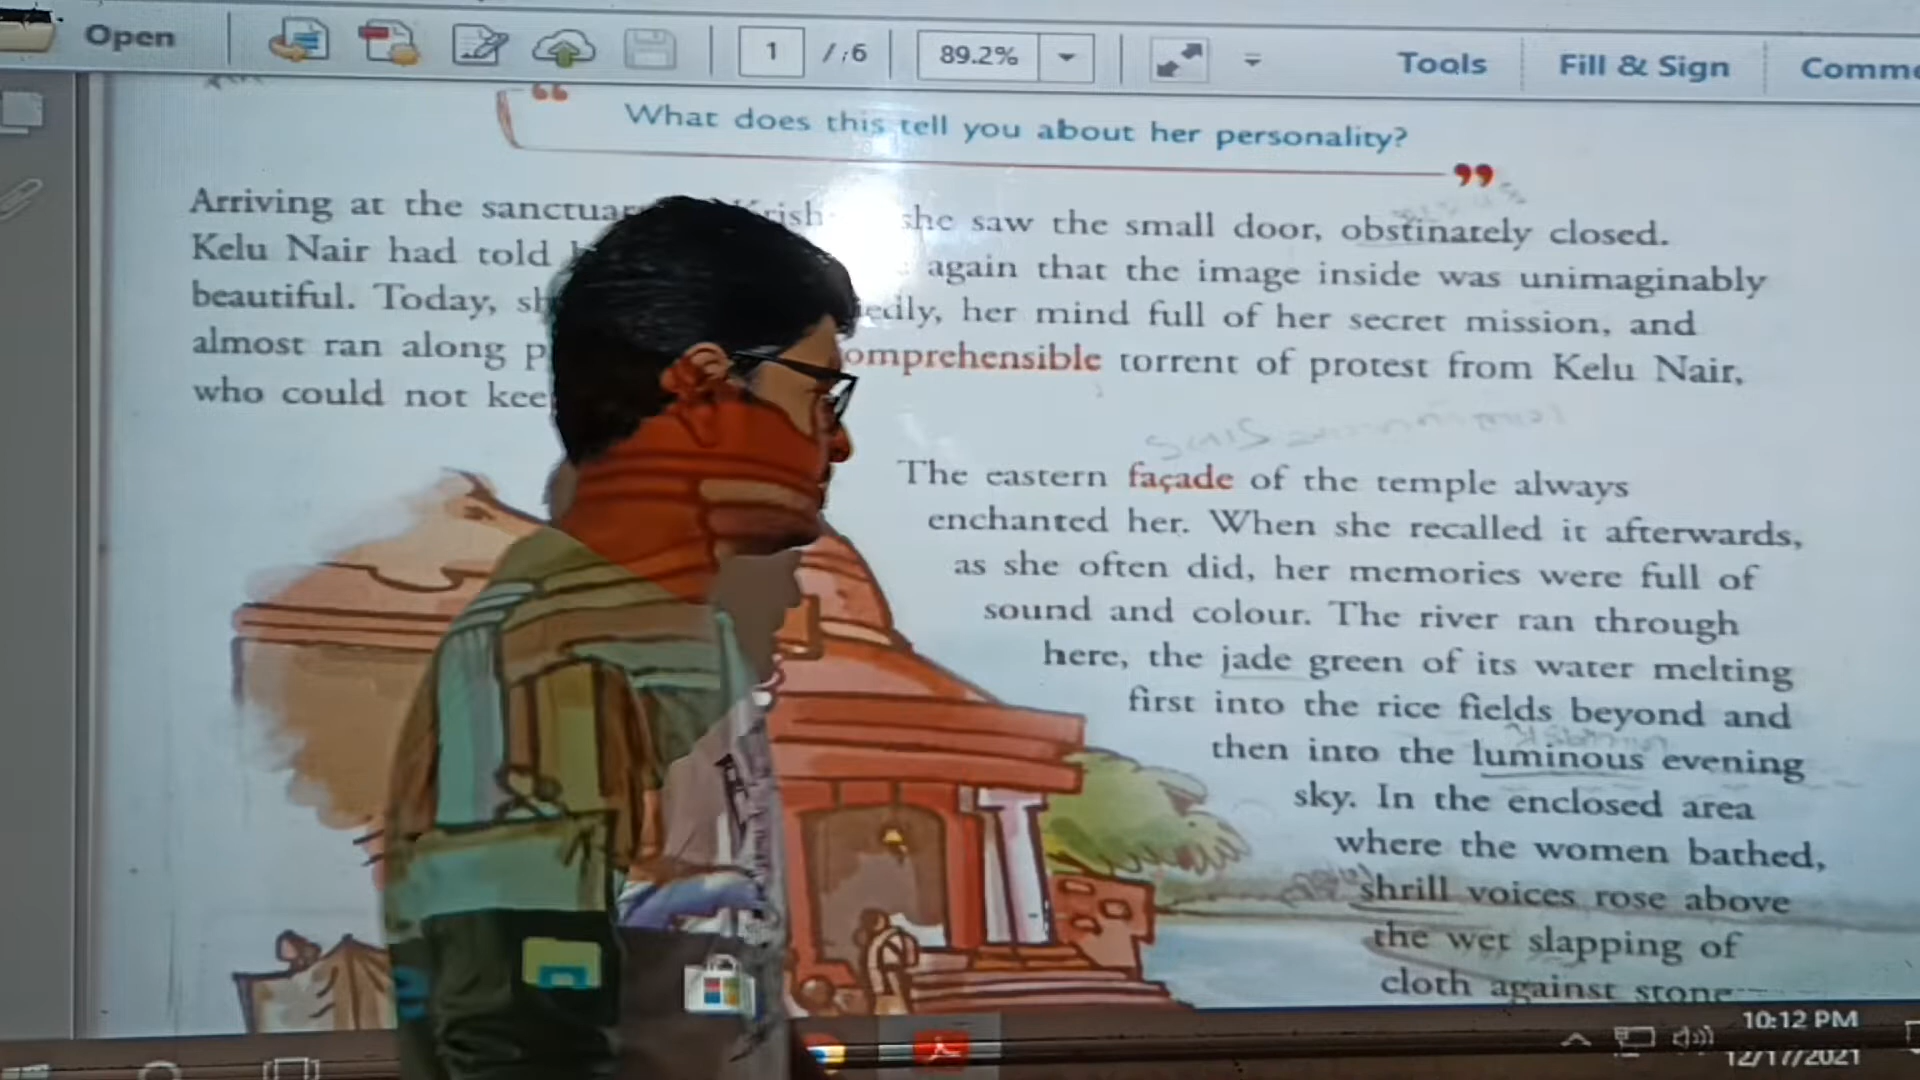 Open
1 / 6
89.2%
Tools
Fill & Sign
What does this tell you about her personality?
Arriving at the she saw the small door, obstinately closed.
Kelu Nair had told again that the image inside was unimaginably
beautiful. Today, her mind full of her secret mission, and
almost ran along torrent of protest from Kelu Nair,
who could not
The eastern façade of the temple always
enchanted her. When she recalled it afterwards,
as she often did, her memories were full of
sound and colour. The river ran through
here, the jade green of its water melting
first into the rice fields beyond and
then into the luminous evening
sky. In the enclosed area
where the women bathed,
shrill voices rose above
the wet slapping of
cloth against stone
10:12 PM
12/17/2021